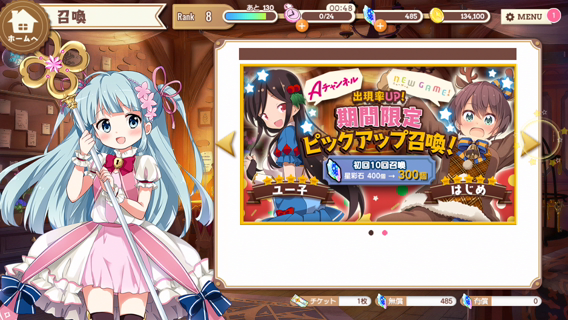 召喚
ホームへ
Rank 8
あと 130
00:48
0/24
485
134,100
MENU
1
Aチャンネル
NEW GAME!
出現率UP!
期間限定
ピックアップ召喚!
初回10回召喚
星彩石 400個 → 300個
ユー子
はじめ
チケット 1枚
無償 485
有償 0